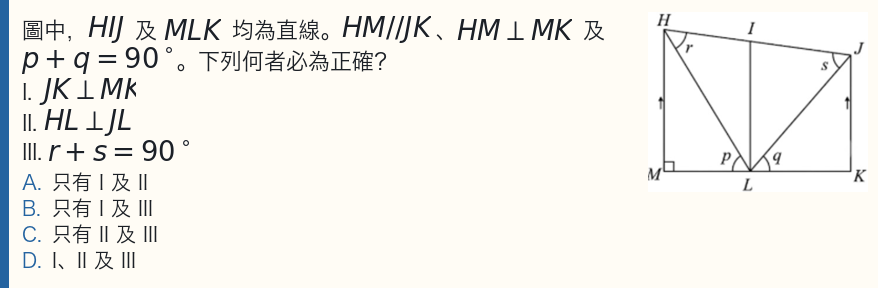 圖中，HIJ 及 MLK 均為直線。HM//JK、HM⊥MK 及
p + q = 90°。下列何者必為正確？
I. JK⊥MK
II. HL⊥JL
III. r + s = 90°
A. 只有 I 及 II
B. 只有 I 及 III
C. 只有 II 及 III
D. I、II 及 III
H
I
J
r
s
p
q
M
L
K